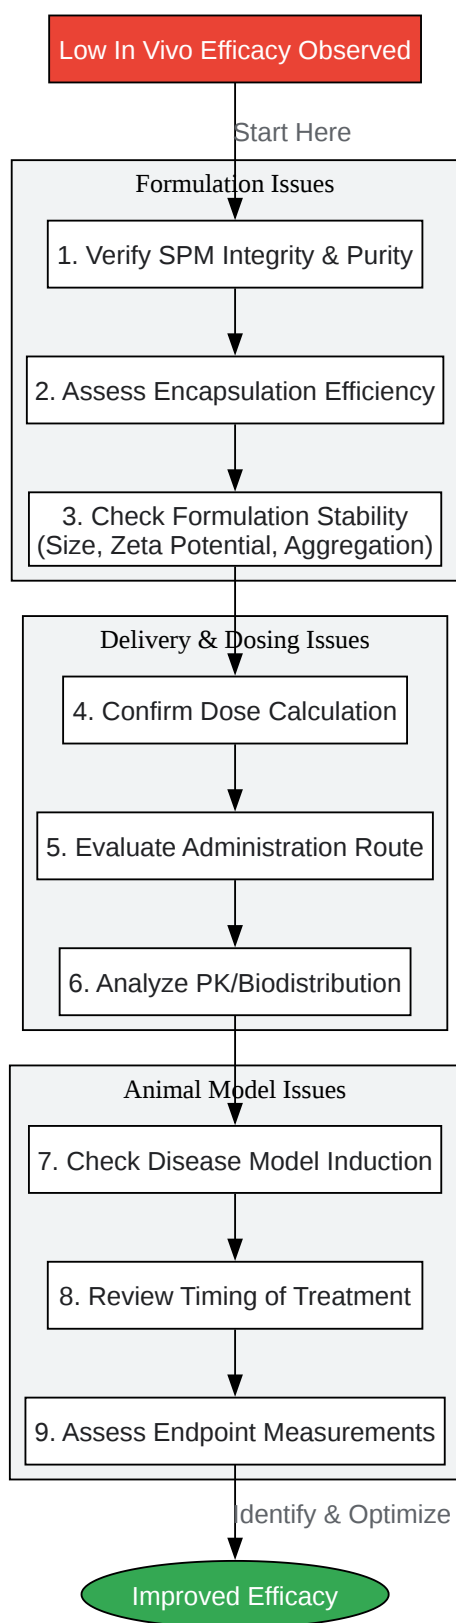 Low In Vivo Efficacy Observed
Start Here
Formulation Issues
1. Verify SPM Integrity & Purity
2. Assess Encapsulation Efficiency
3. Check Formulation Stability
(Size, Zeta Potential, Aggregation)
Delivery & Dosing Issues
4. Confirm Dose Calculation
5. Evaluate Administration Route
6. Analyze PK/Biodistribution
Animal Model Issues
7. Check Disease Model Induction
8. Review Timing of Treatment
9. Assess Endpoint Measurements
Identify & Optimize
Improved Efficacy